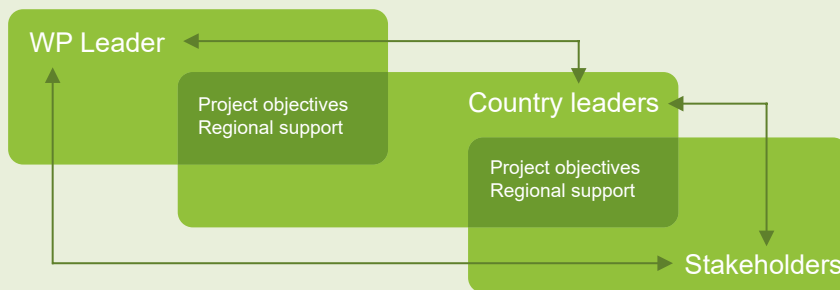 WP Leader
Project objectives
Regional support
Country leaders
Project objectives
Regional support
Stakeholders